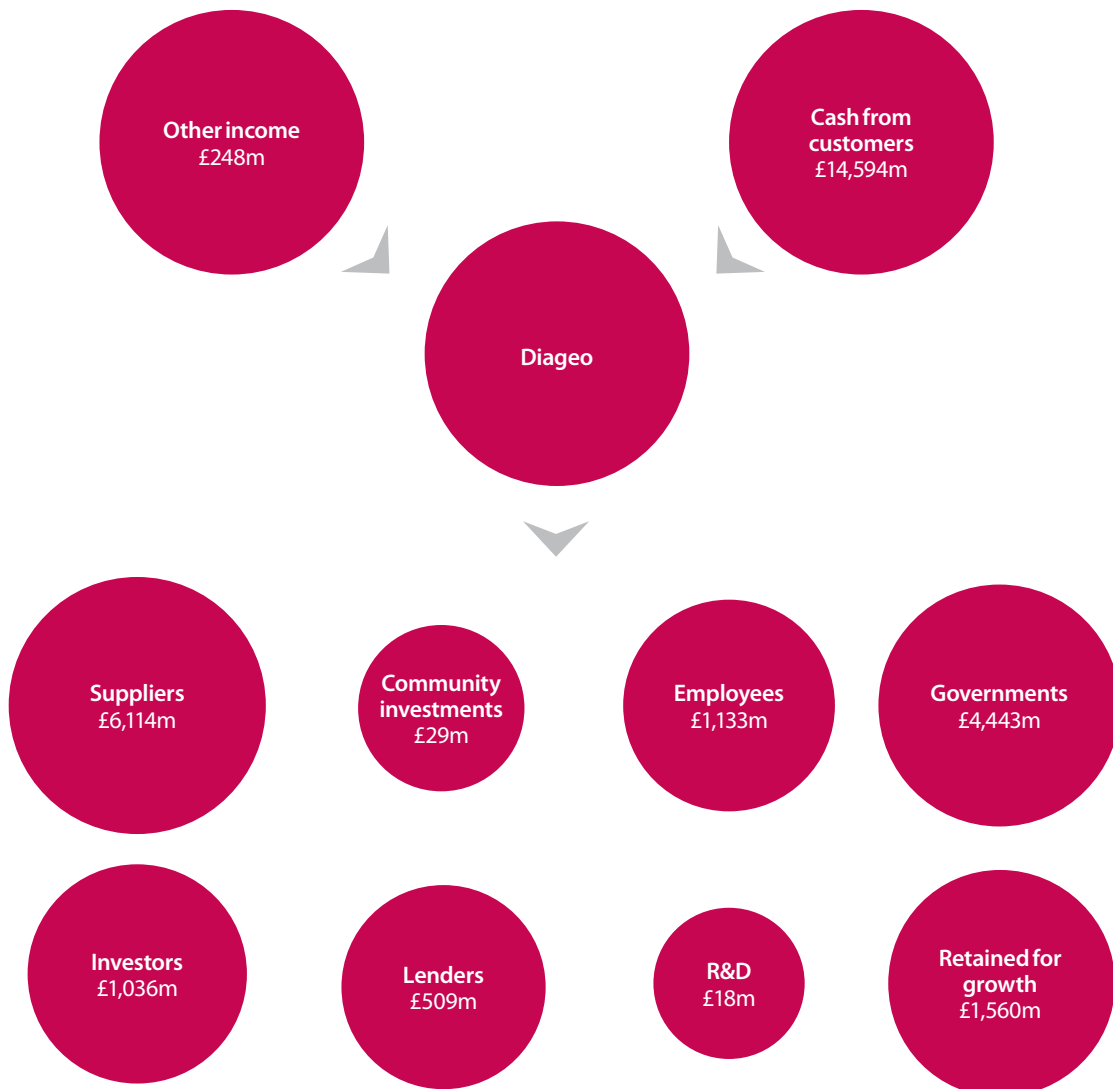 Other income
£248m
Cash from
customers
£14,594m
Diageo
Suppliers
£6,114m
Community
investments
£29m
Employees
£1,133m
Governments
£4,443m
Investors
£1,036m
Lenders
£509m
R&D
£18m
Retained for
growth
£1,560m